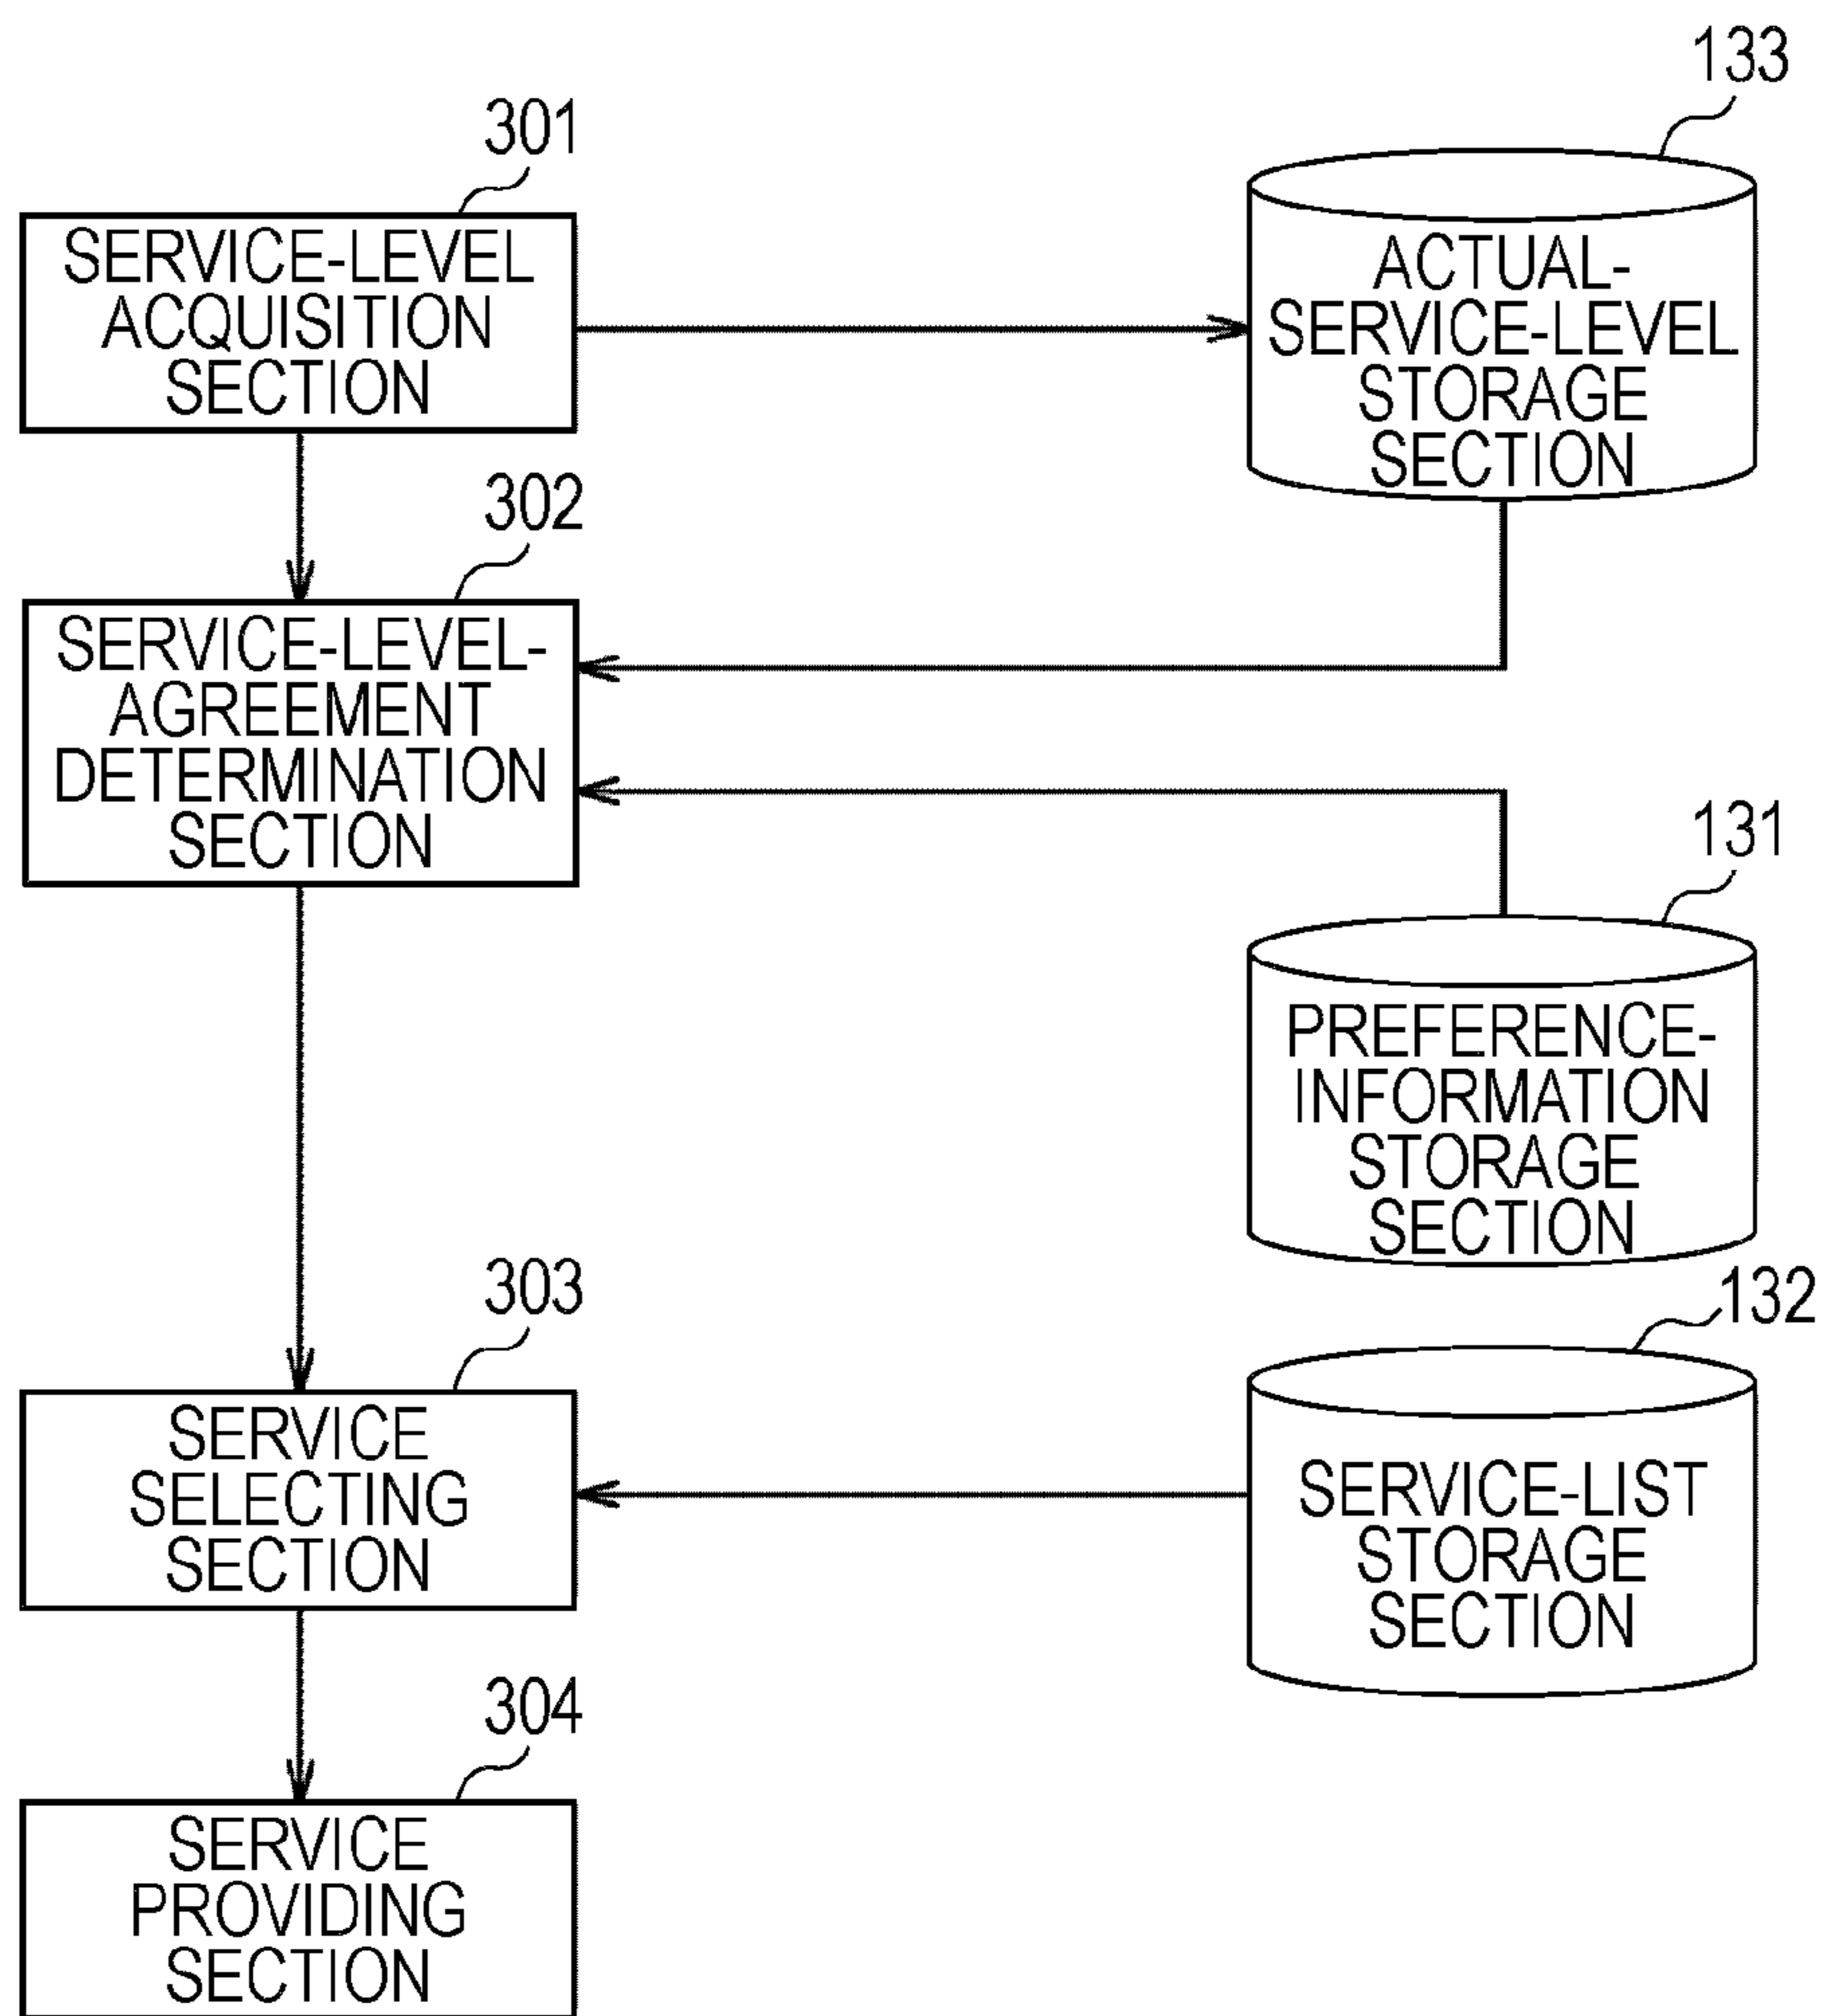 133
301
SERVICE-LEVEL
ACQUISITION
SECTION
ACTUAL-
SERVICE-LEVEL
STORAGE
SECTION
302
SERVICE-LEVEL-
AGREEMENT
DETERMINATION
SECTION
131
PREFERENCE-
INFORMATION
STORAGE
SECTION
303
SERVICE
SELECTING
SECTION
132
SERVICE-LIST
STORAGE
SECTION
304
SERVICE
PROVIDING
SECTION